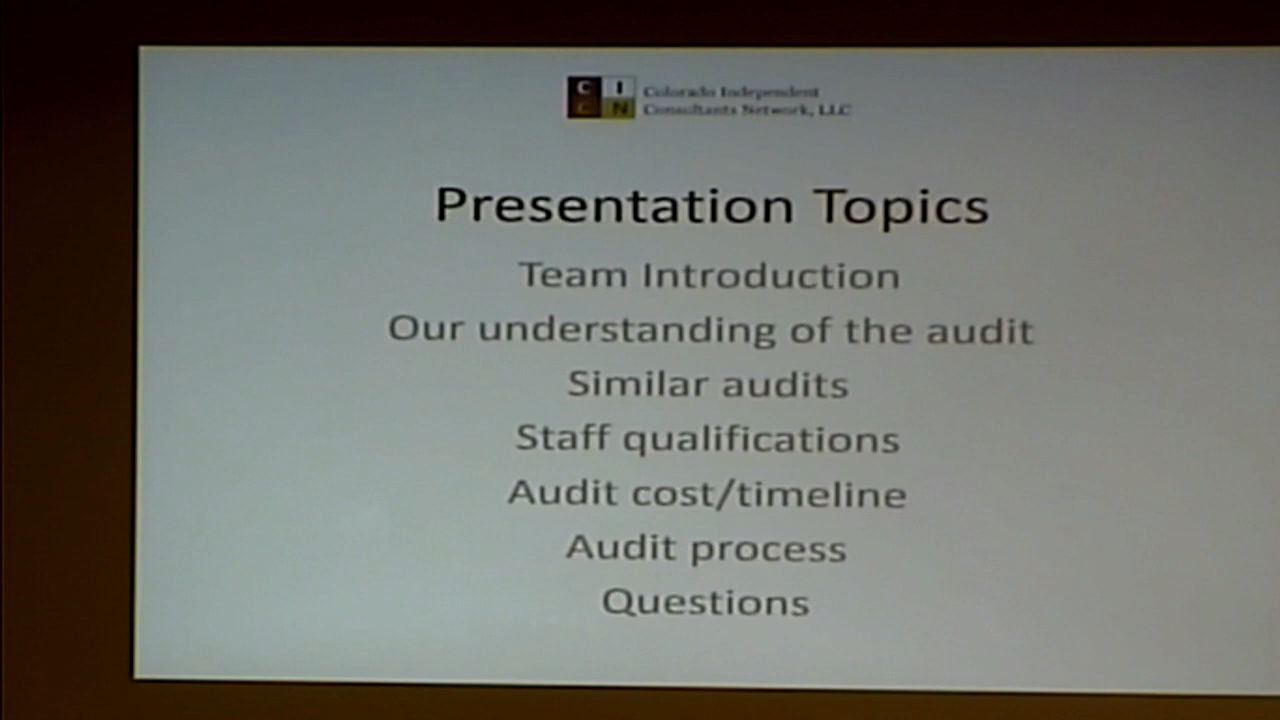 C I
C N
Colorado Independent
Consultants Network, LLC
Presentation Topics
Team Introduction
Our understanding of the audit
Similar audits
Staff qualifications
Audit cost/timeline
Audit process
Questions